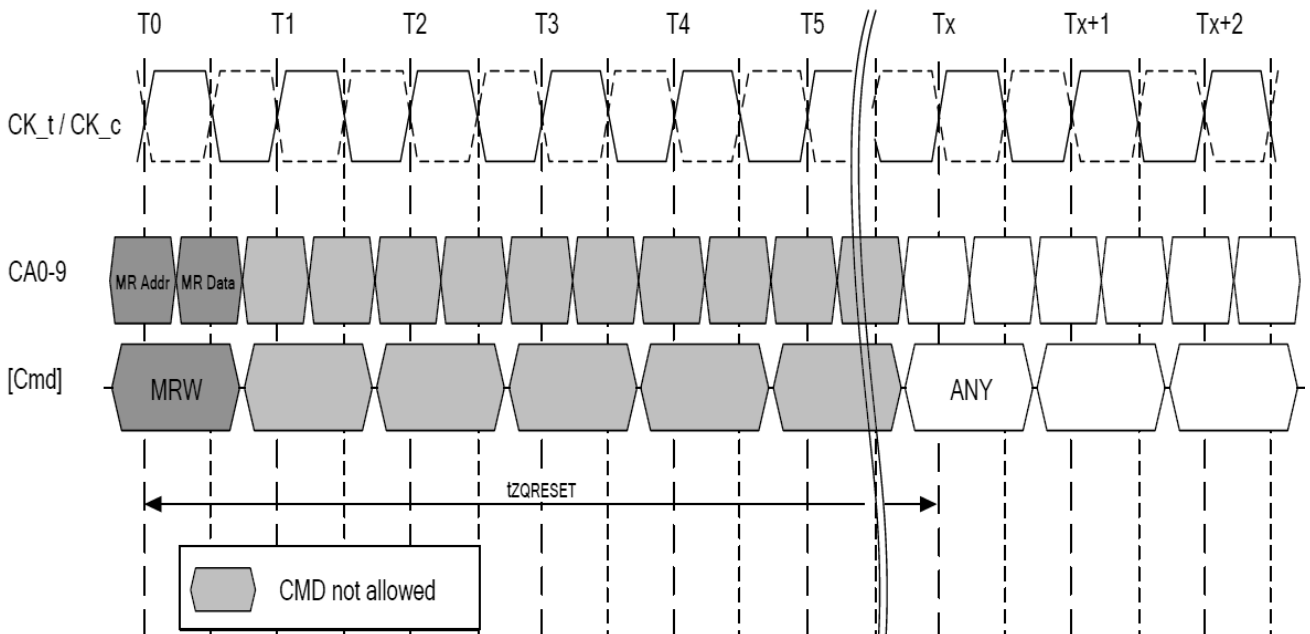 T0 T1 T2 T3 T4 T5 Tx Tx+1 Tx+2
CK_t / CK_c
CA0-9 MR Addr MR Data
[Cmd] MRW ANY
tZQRESET
CMD not allowed